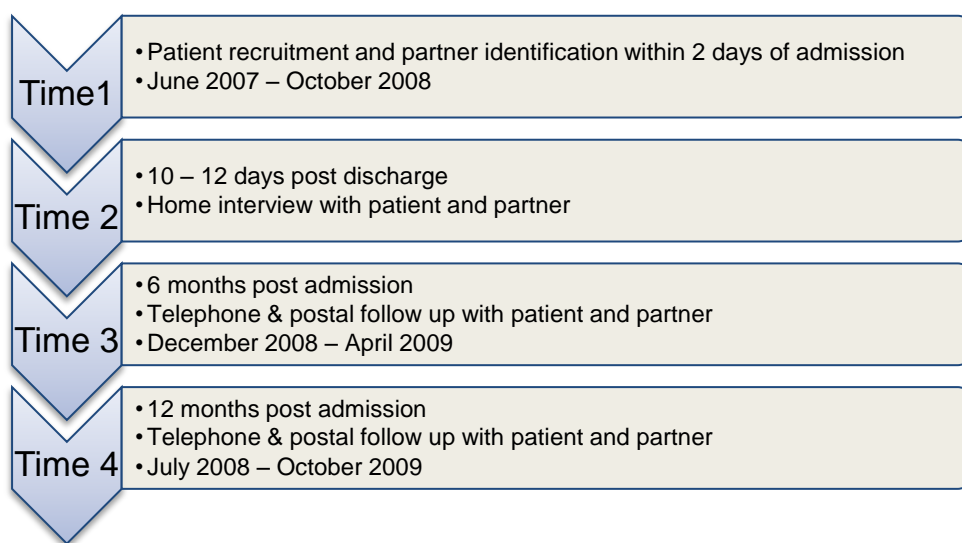 Time1
•Patient recruitment and partner identification within 2 days of admission
•June 2007 – October 2008
Time 2
•10 – 12 days post discharge
•Home interview with patient and partner
Time 3
•6 months post admission
•Telephone & postal follow up with patient and partner
•December 2008 – April 2009
Time 4
•12 months post admission
•Telephone & postal follow up with patient and partner
•July 2008 – October 2009